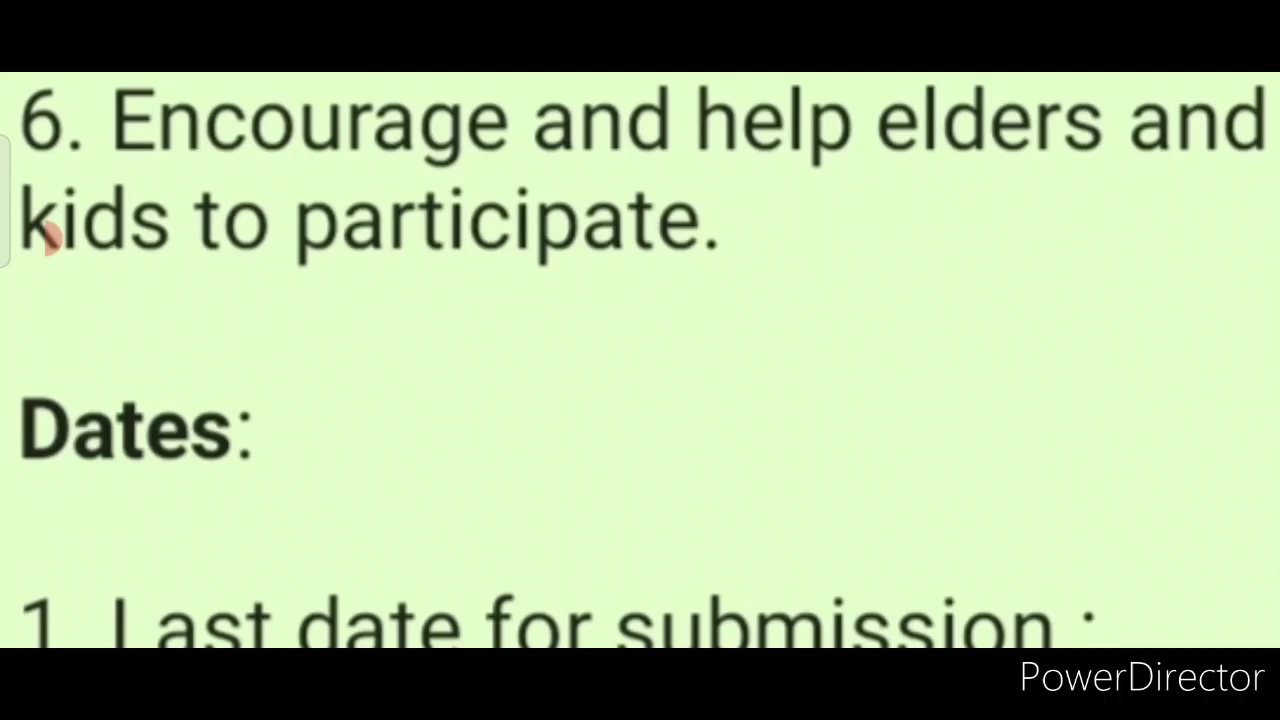 6. Encourage and help elders and
kids to participate.
Dates:
1. Last date for submission :
PowerDirector